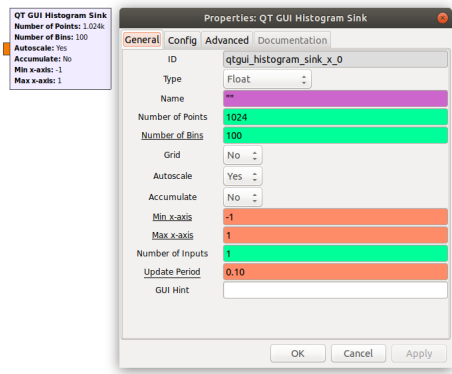 QT GUI Histogram Sink
Number of Points: 1.024k
Number of Bins: 100
Autoscale: Yes
Accumulate: No
Min x-axis: -1
Max x-axis: 1
Properties: QT GUI Histogram Sink
General Config Advanced Documentation
ID qtgui_histogram_sink_x_0
Type Float
Name ""
Number of Points 1024
Number of Bins 100
Grid No
Autoscale Yes
Accumulate No
Min x-axis -1
Max x-axis 1
Number of Inputs 1
Update Period 0.10
GUI Hint
OK Cancel Apply